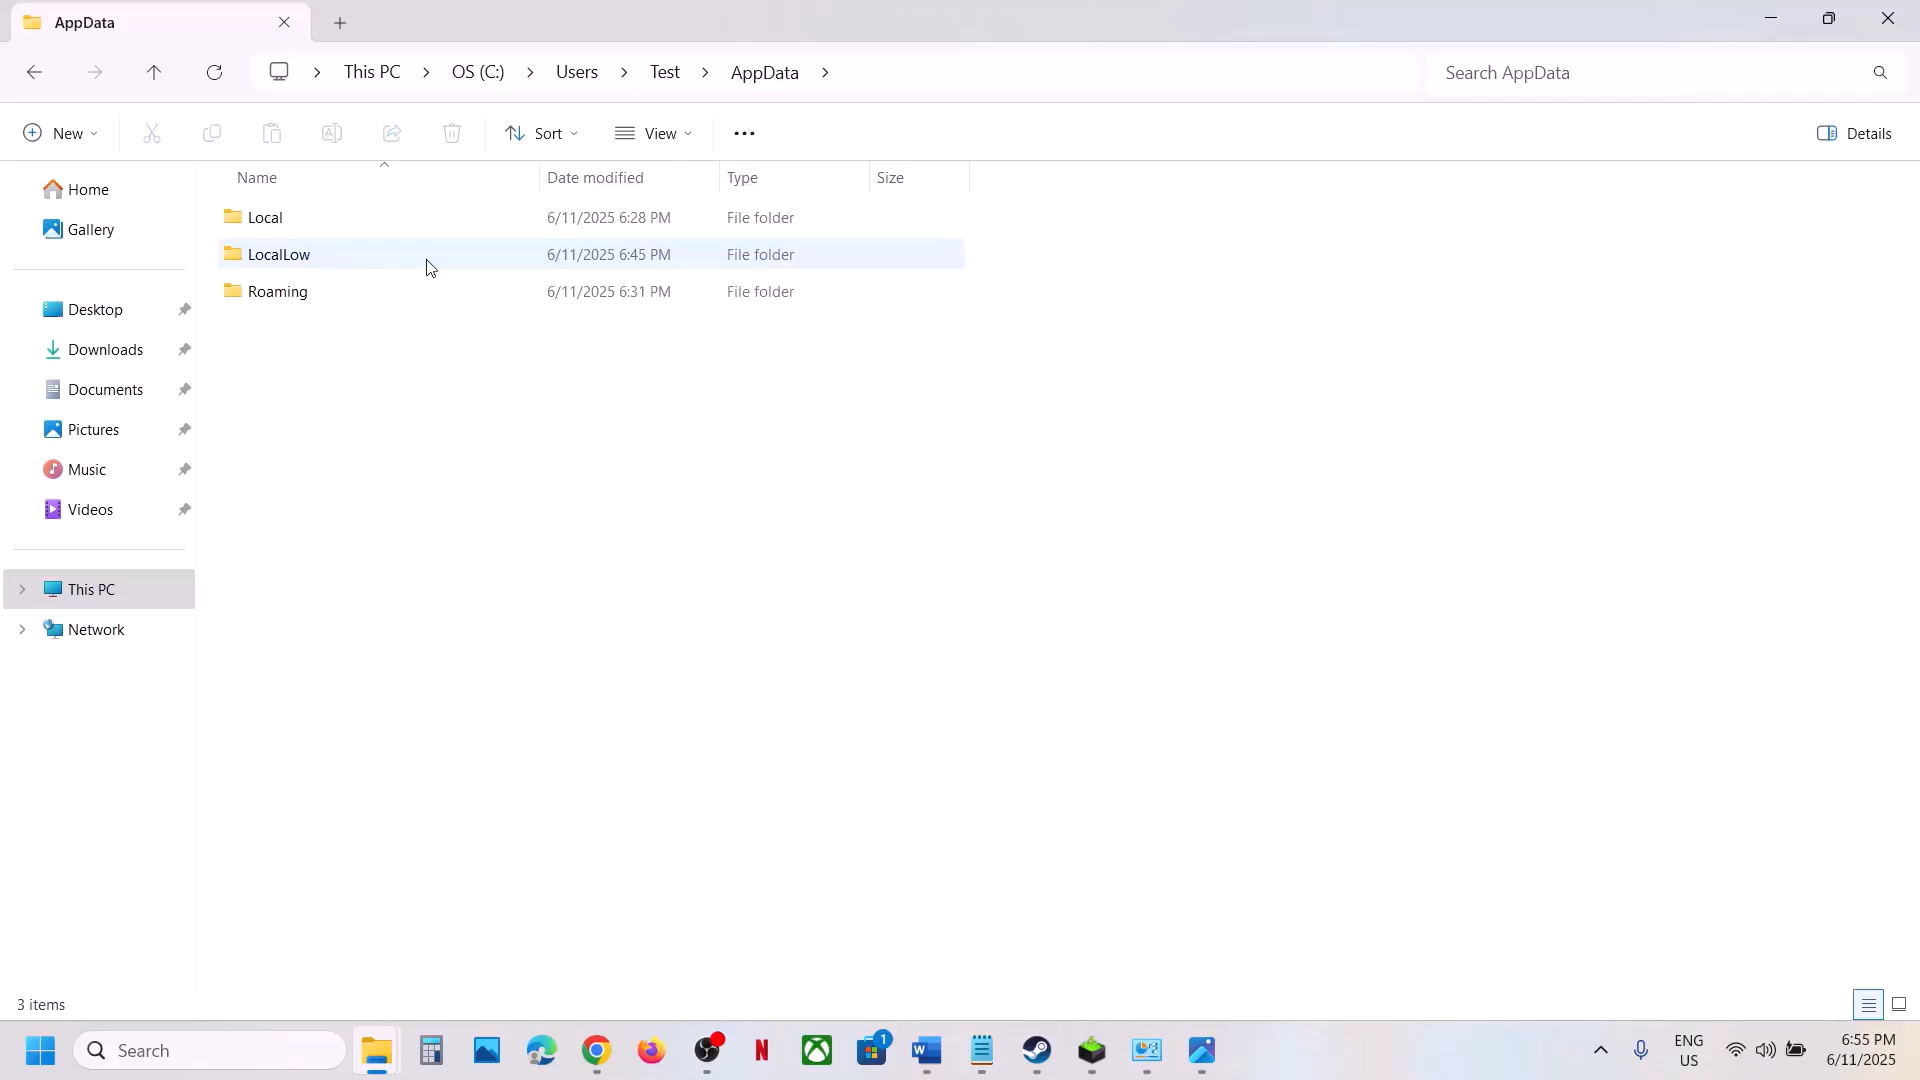 AppData
This PC > OS (C:) > Users > Test > AppData >
Search AppData
New
Sort
View
Details
Name
Date modified
Type
Size
Local 6/11/2025 6:28 PM File folder
LocalLow 6/11/2025 6:45 PM File folder
Roaming 6/11/2025 6:31 PM File folder
Home
Gallery
Desktop
Downloads
Documents
Pictures
Music
Videos
This PC
Network
3 items
Search
1
ENG
US
6:55 PM
6/11/2025